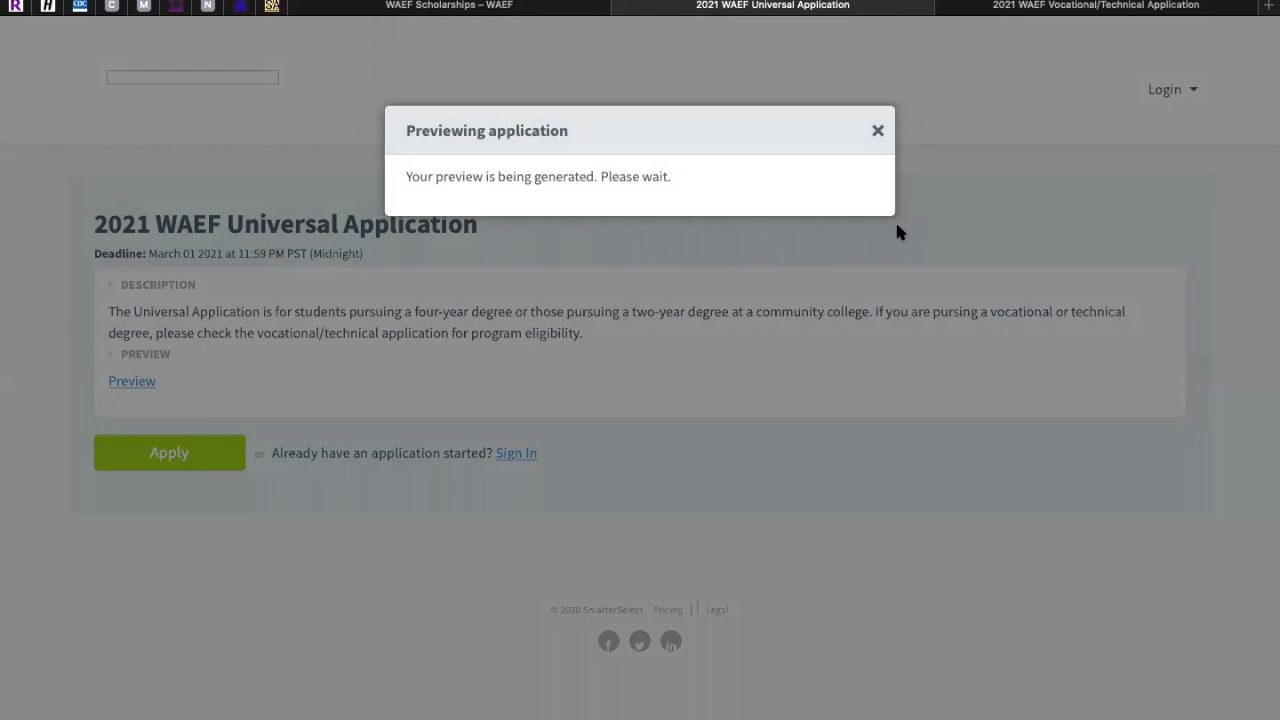 WAEF Scholarships – WAEF
2021 WAEF Universal Application
2021 WAEF Vocational/Technical Application
R H CDC C M N SA
Login
Previewing application
Your preview is being generated. Please wait.
2021 WAEF Universal Application
Deadline: March 01 2021 at 11:59 PM PST (Midnight)
DESCRIPTION
The Universal Application is for students pursuing a four-year degree or those pursuing a two-year degree at a community college. If you are pursing a vocational or technical
degree, please check the vocational/technical application for program eligibility.
PREVIEW
Preview
Apply or Already have an application started? Sign In
© 2020 SmarterSelect Pricing Legal